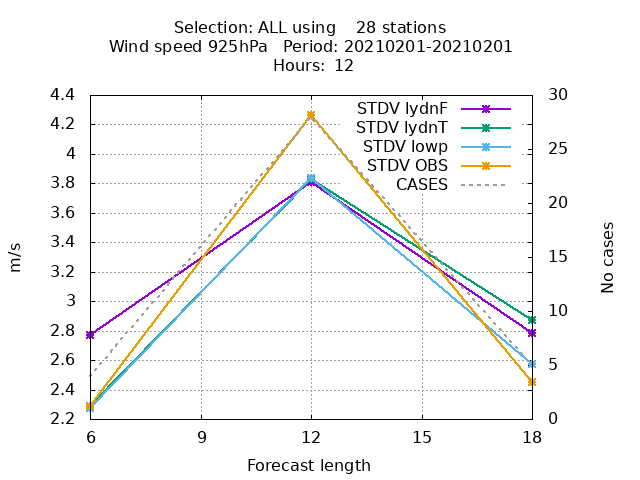 Selection: ALL using    28 stations
Wind speed 925hPa   Period: 20210201-20210201
Hours: 12
4.4
4.2
4
3.8
3.6
3.4
3.2
3
2.8
2.6
2.4
2.2
30
25
20
15
10
5
0
STDV lydnF
STDV lydnT
STDV lowp
STDV OBS
CASES
m/s
No cases
6 9 12 15 18
Forecast length